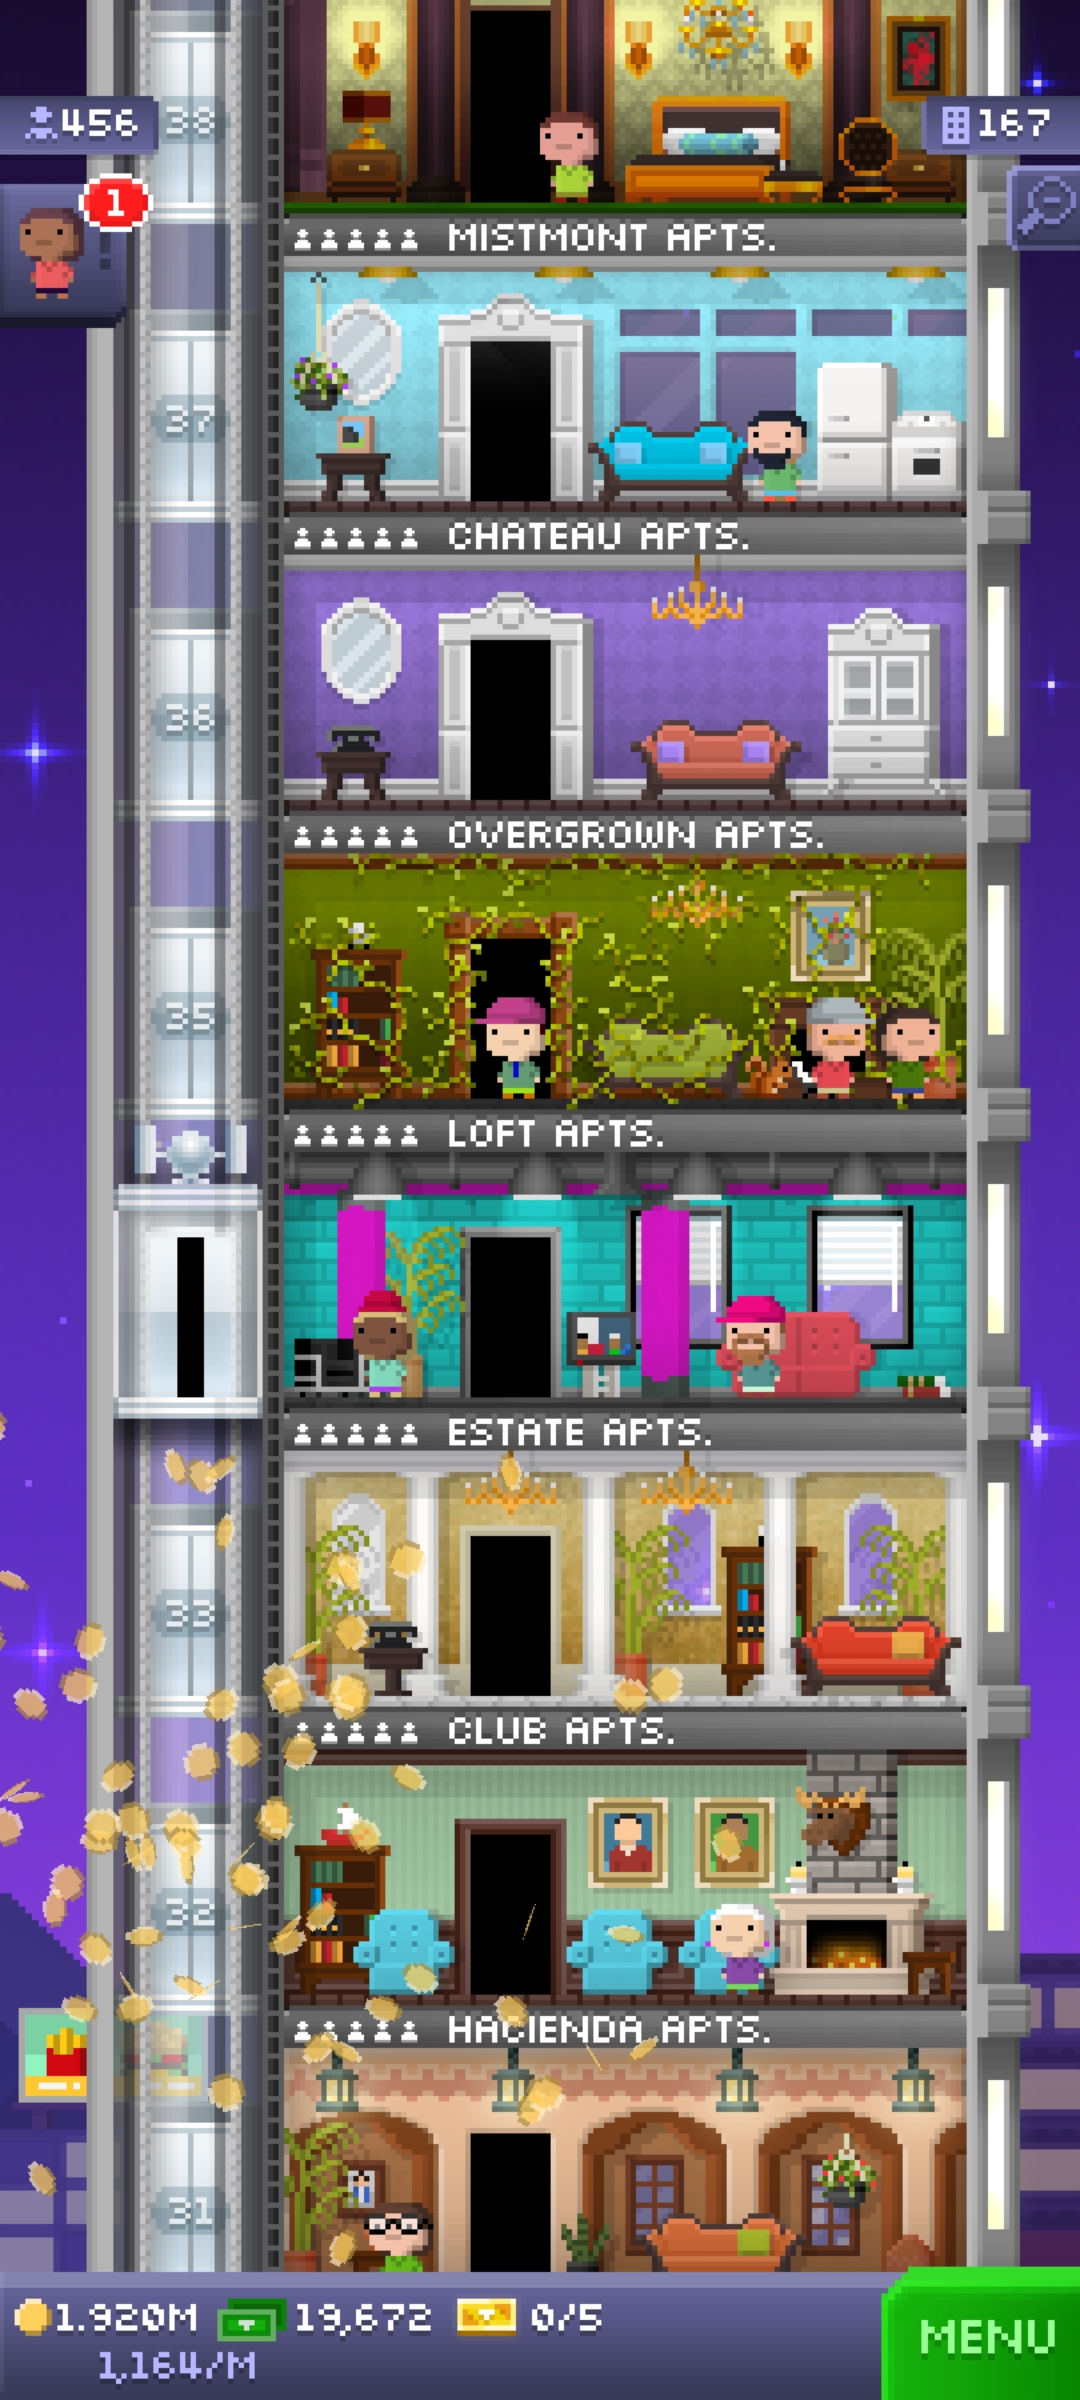 38
456
167
1
MISTMONT APTS.
37
CHATEAU APTS.
36
OVERGROWN APTS.
35
LOFT APTS.
ESTATE APTS.
33
CLUB APTS.
32
HACIENDA APTS.
31
1.920M 19,672 0/5
1,164/M
MENU